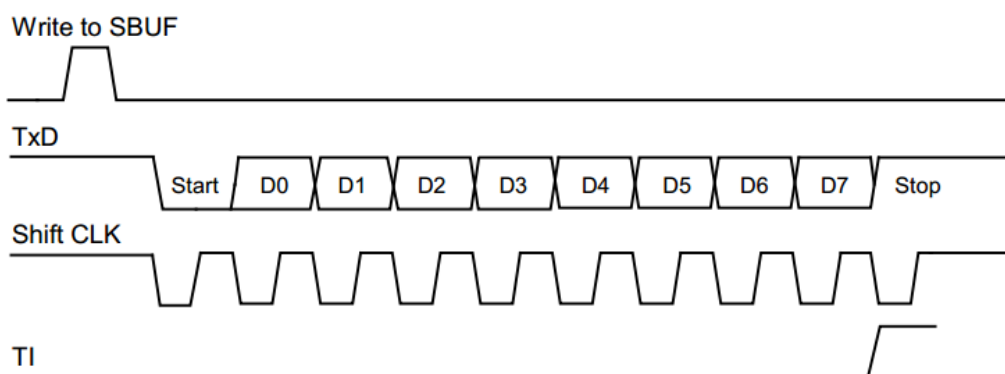 Write to SBUF
TxD
Start D0 D1 D2 D3 D4 D5 D6 D7 Stop
Shift CLK
TI